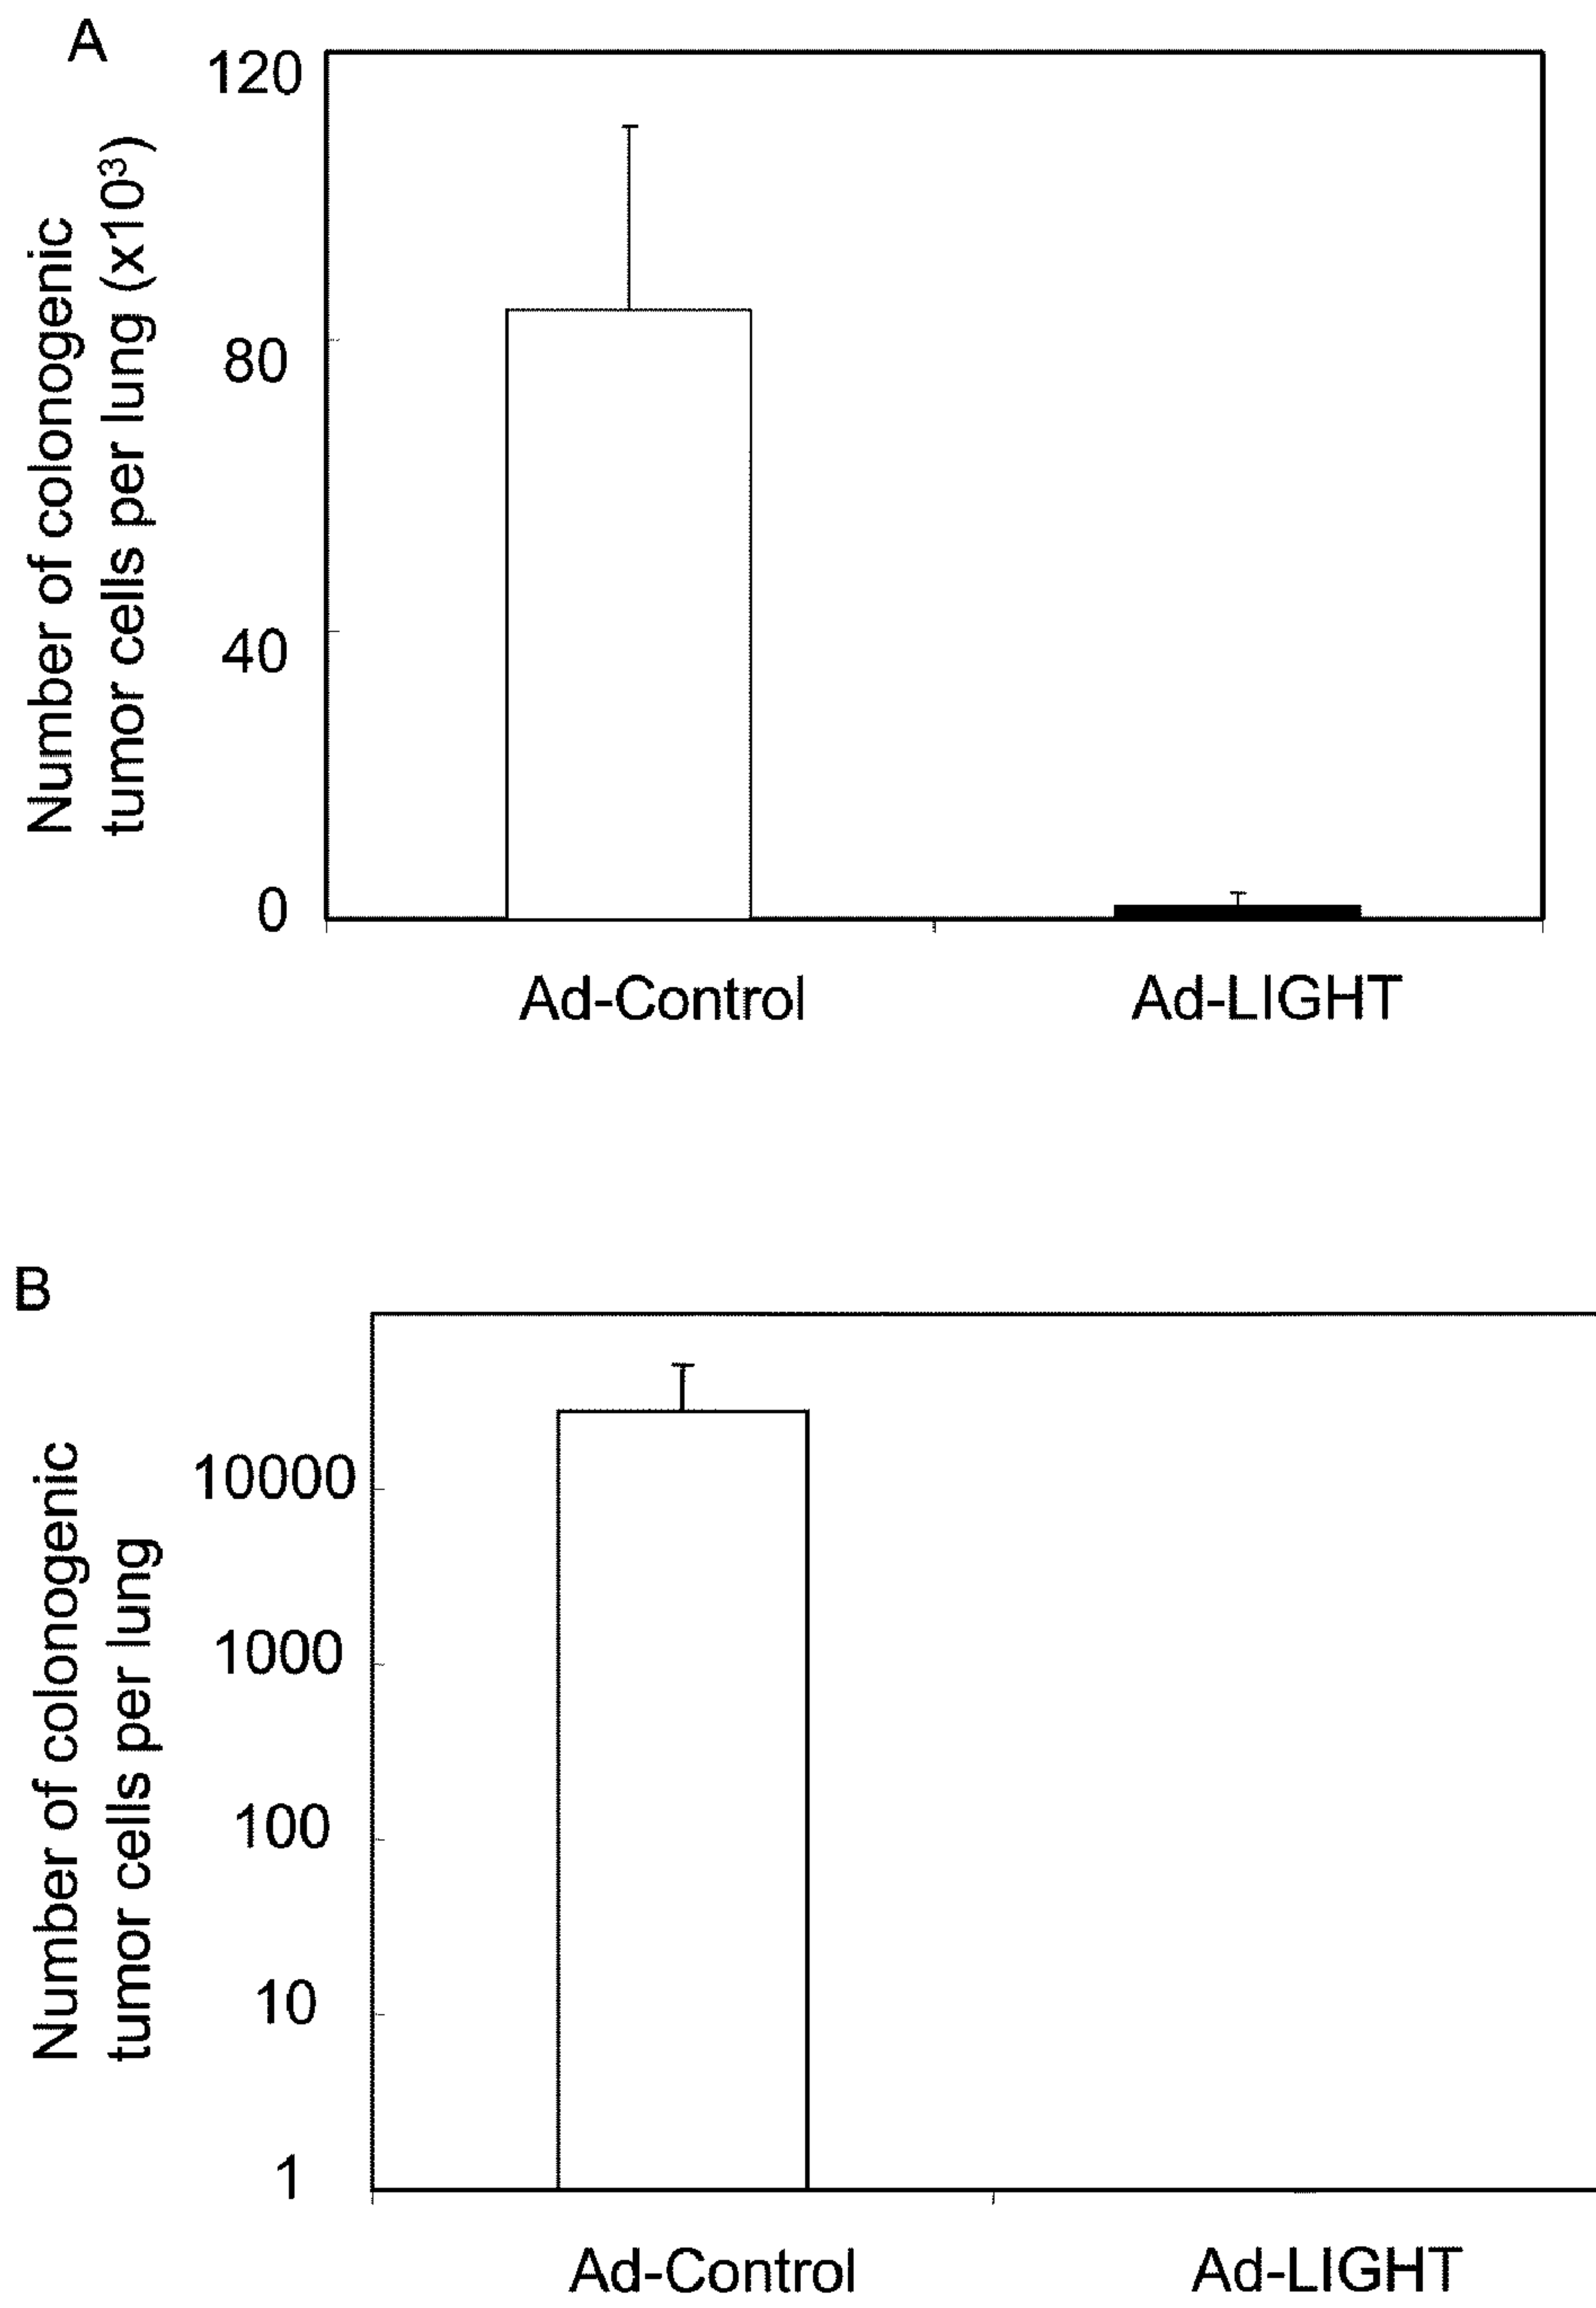 A
120
80
40
0
Number of colonogenic
tumor cells per lung (x10³)
Ad-Control Ad-LIGHT
B
10000
1000
100
10
1
Number of colonogenic
tumor cells per lung
Ad-Control Ad-LIGHT